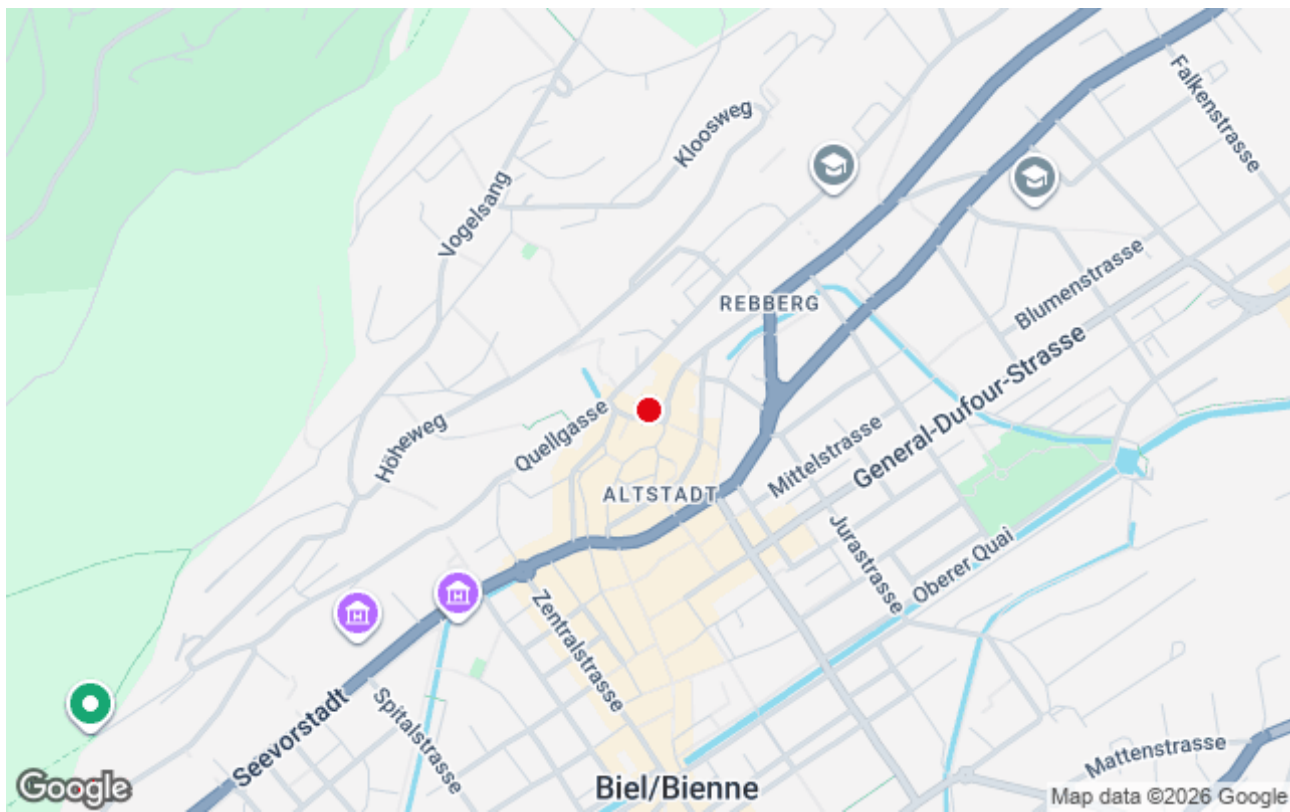 Falkenstrasse
Kloosweg
Vogelsang
Blumenstrasse
REBBERG
General-Dufour-Strasse
Quellgasse
Höheweg
Mittelstrasse
ALTSTADT
Jurastrasse
Oberer Quai
Zentralstrasse
Seevorstadt
Spitalstrasse
Mattenstrasse
Biel/Bienne
Google
Map data ©2026 Google